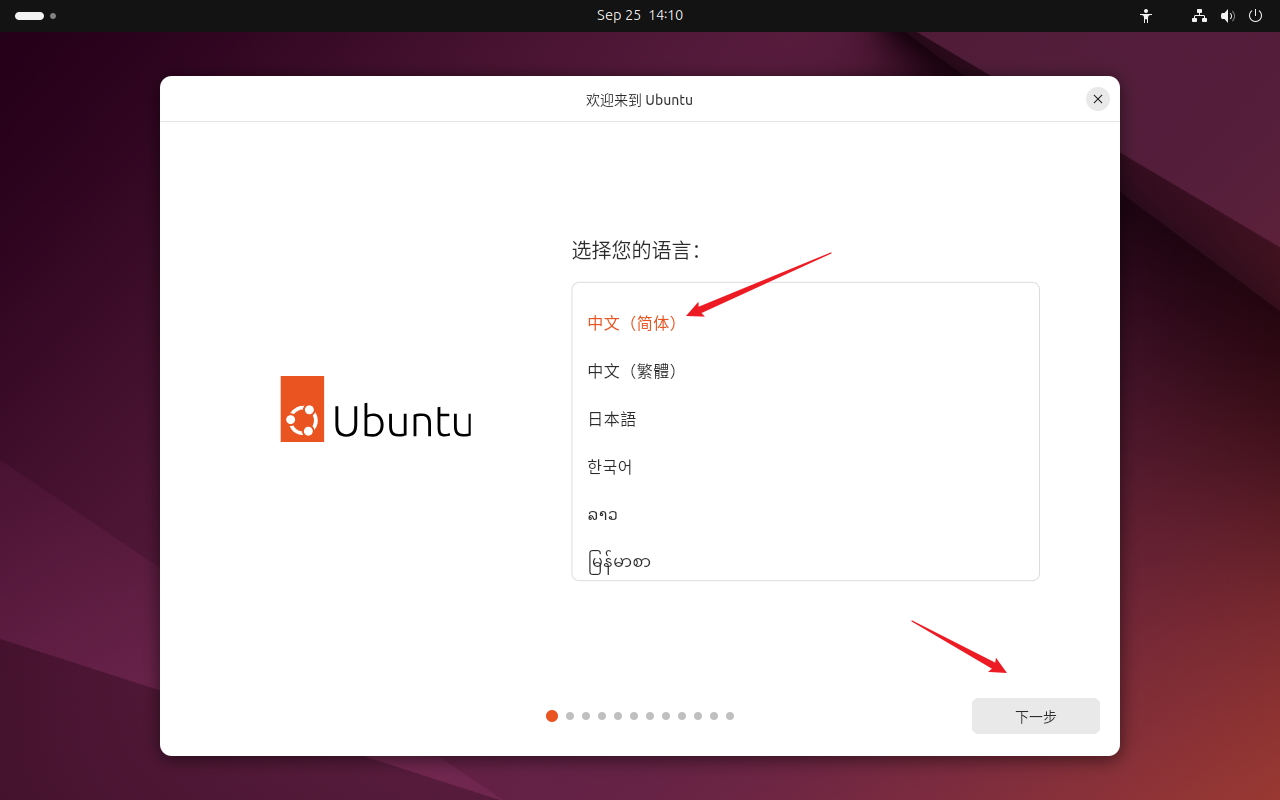 Sep 25 14:10
欢迎来到 Ubuntu
选择您的语言：
中文（简体）
中文（繁體）
日本語
한국어
ລາວ
မြန်မာစာ
Ubuntu
下一步